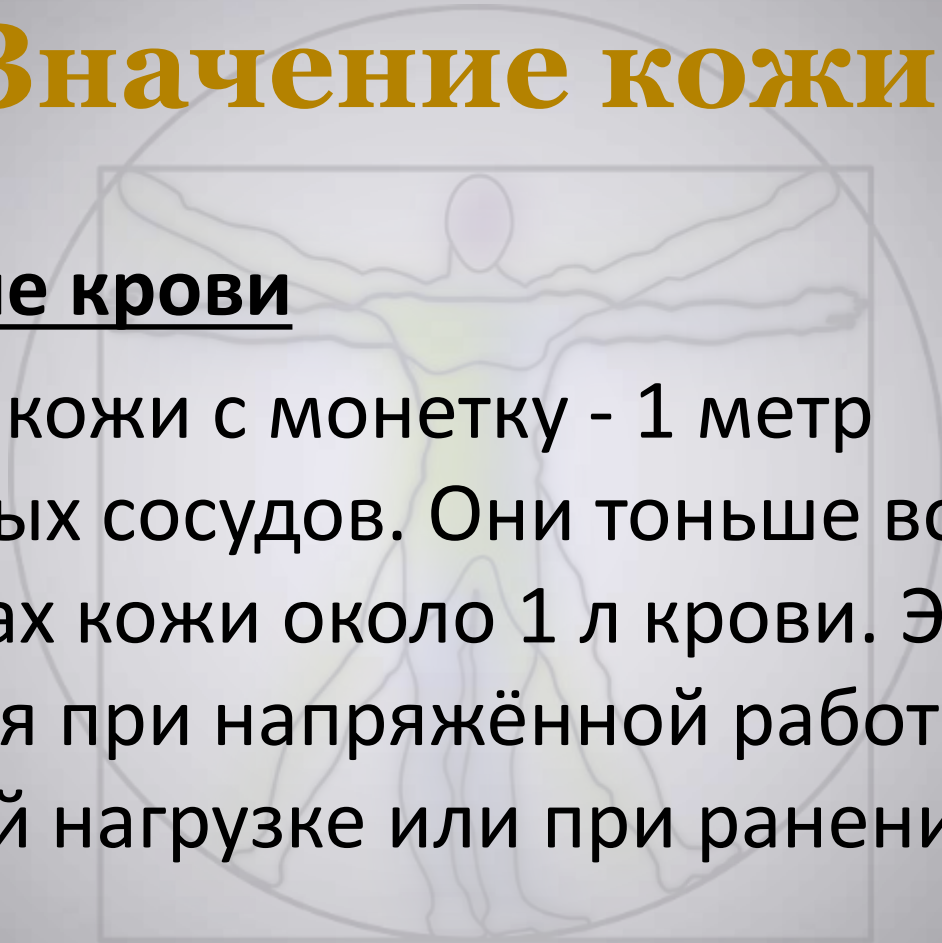 Значение кожи
ие крови
кожи с монетку - 1 метр
ых сосудов. Они тоньше во
ах кожи около 1 л крови. Э
я при напряжённой работ
й нагрузке или при ранени